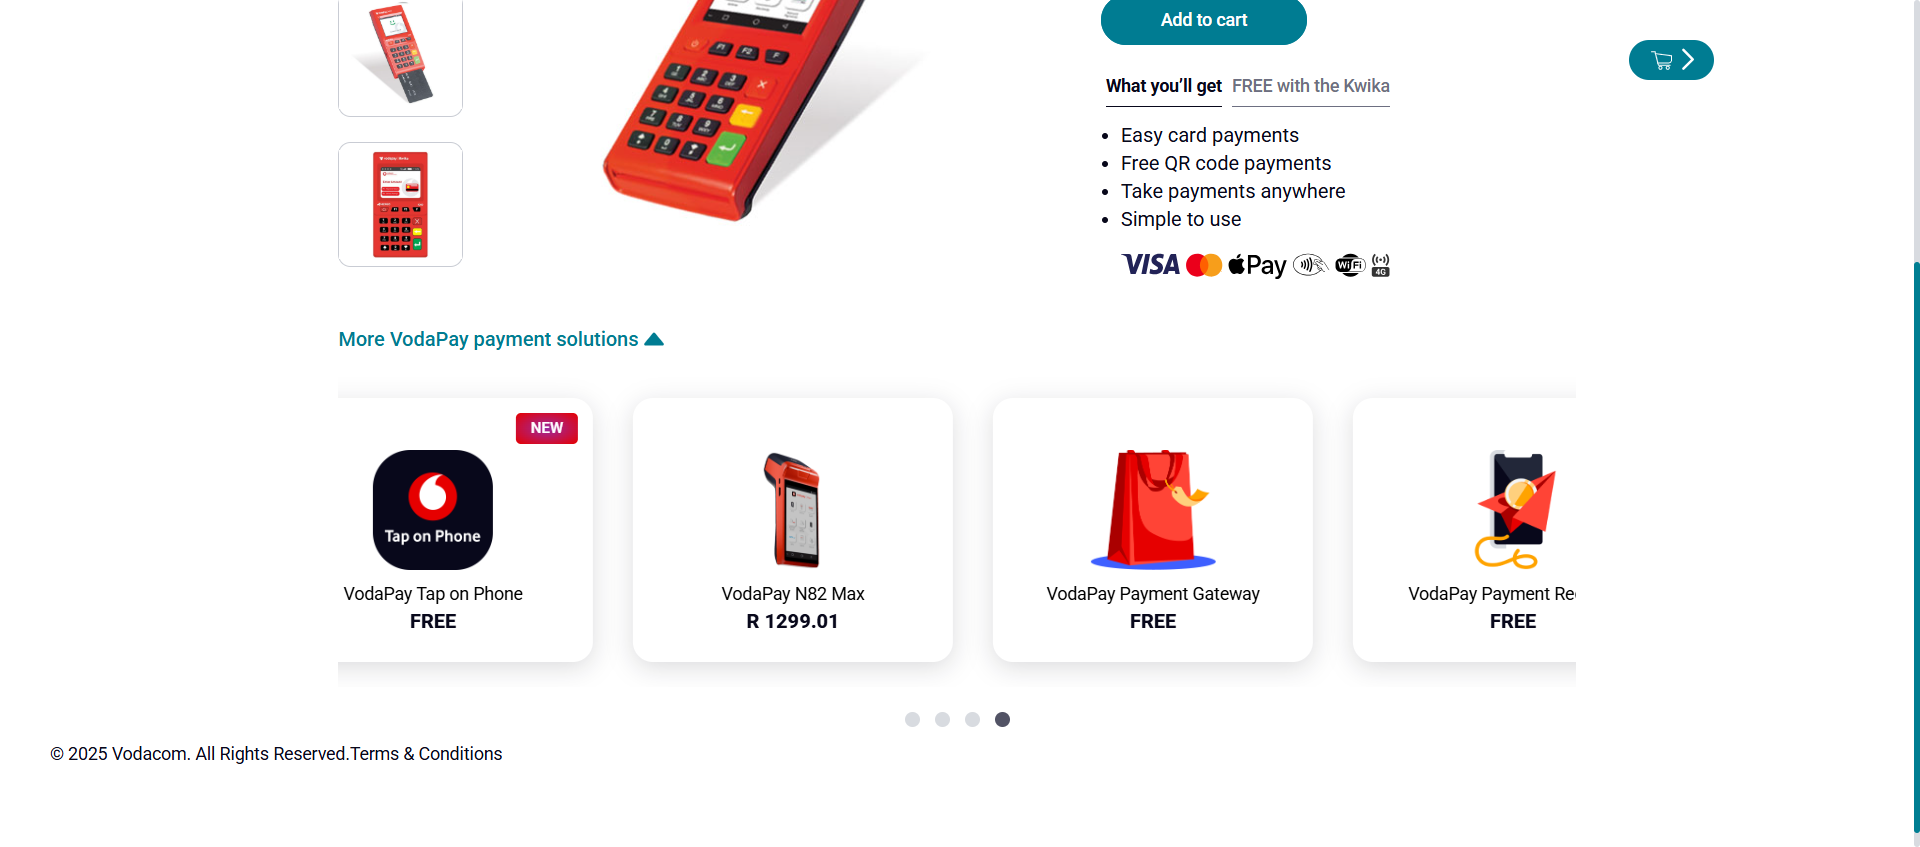 Add to cart
What you’ll get FREE with the Kwika
Easy card payments
Free QR code payments
Take payments anywhere
Simple to use
VISA Pay WiFi 4G
More VodaPay payment solutions
NEW
Tap on Phone
VodaPay Tap on Phone
FREE
VodaPay N82 Max
R 1299.01
VodaPay Payment Gateway
FREE
VodaPay Payment Re
FREE
© 2025 Vodacom. All Rights Reserved.Terms & Conditions